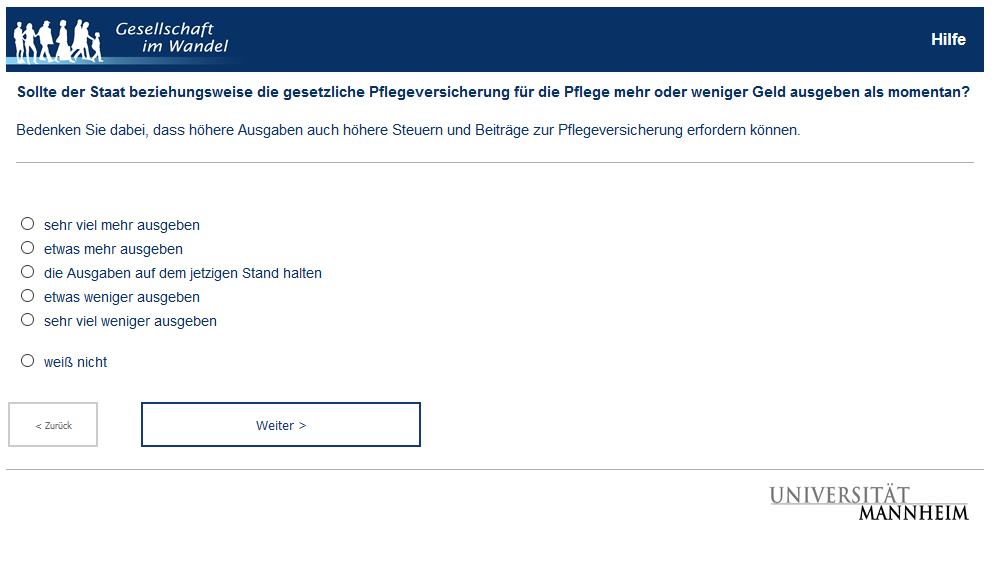 Gesellschaft
im Wandel
Hilfe
Sollte der Staat beziehungsweise die gesetzliche Pflegeversicherung für die Pflege mehr oder weniger Geld ausgeben als momentan?
Bedenken Sie dabei, dass höhere Ausgaben auch höhere Steuern und Beiträge zur Pflegeversicherung erfordern können.
sehr viel mehr ausgeben
etwas mehr ausgeben
die Ausgaben auf dem jetzigen Stand halten
etwas weniger ausgeben
sehr viel weniger ausgeben
weiß nicht
< Zurück
Weiter >
UNIVERSITÄT
MANNHEIM